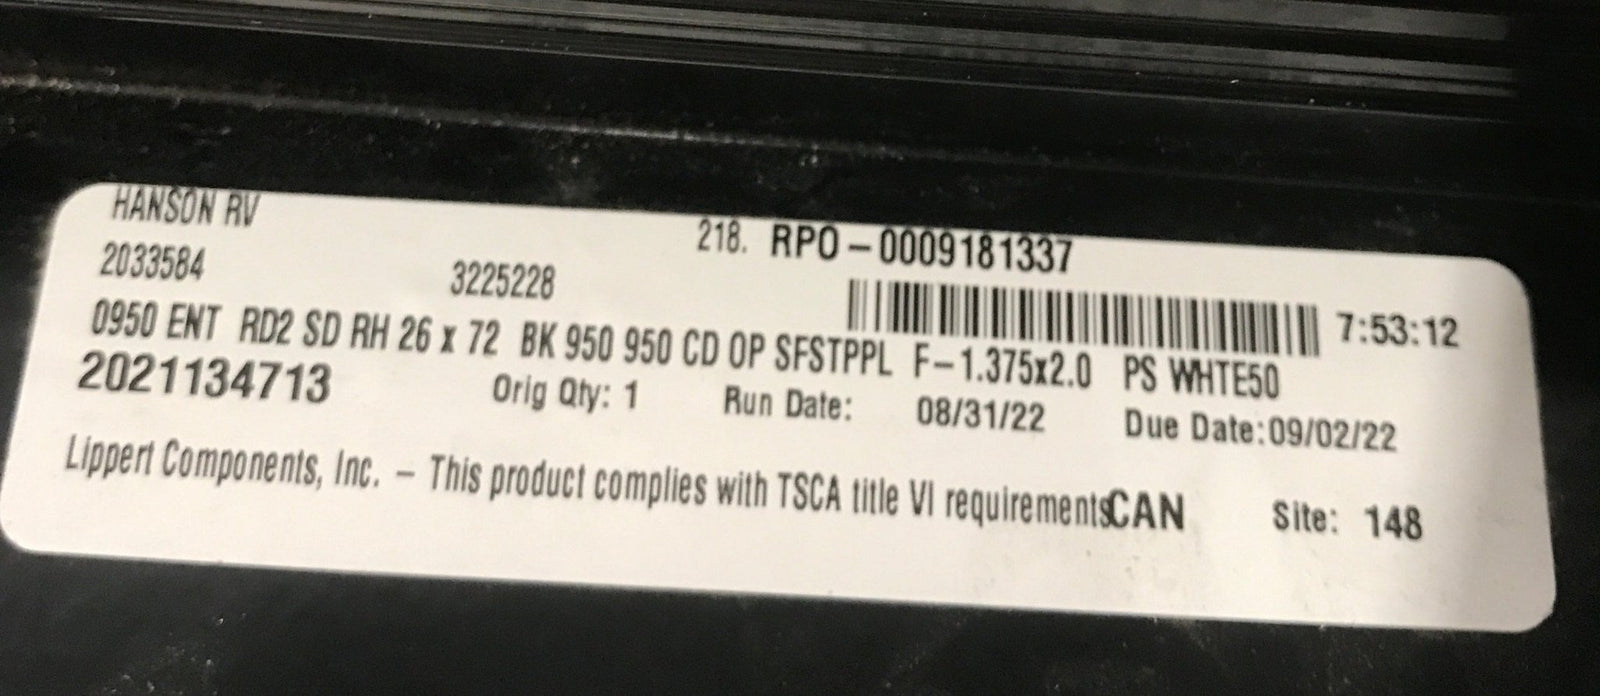 HANSON RV
218. RPO-0009181337
2033584 3225228
7:53:12
0950 ENT RD2 SD RH 26 x 72 BK 950 950 CD OP SFSTPPL F-1.375x2.0 PS WHTE50
2021134713 Orig Qty: 1 Run Date: 08/31/22 Due Date:09/02/22
Lippert Components, Inc. - This product complies with TSCA title VI requirementsCAN Site: 148